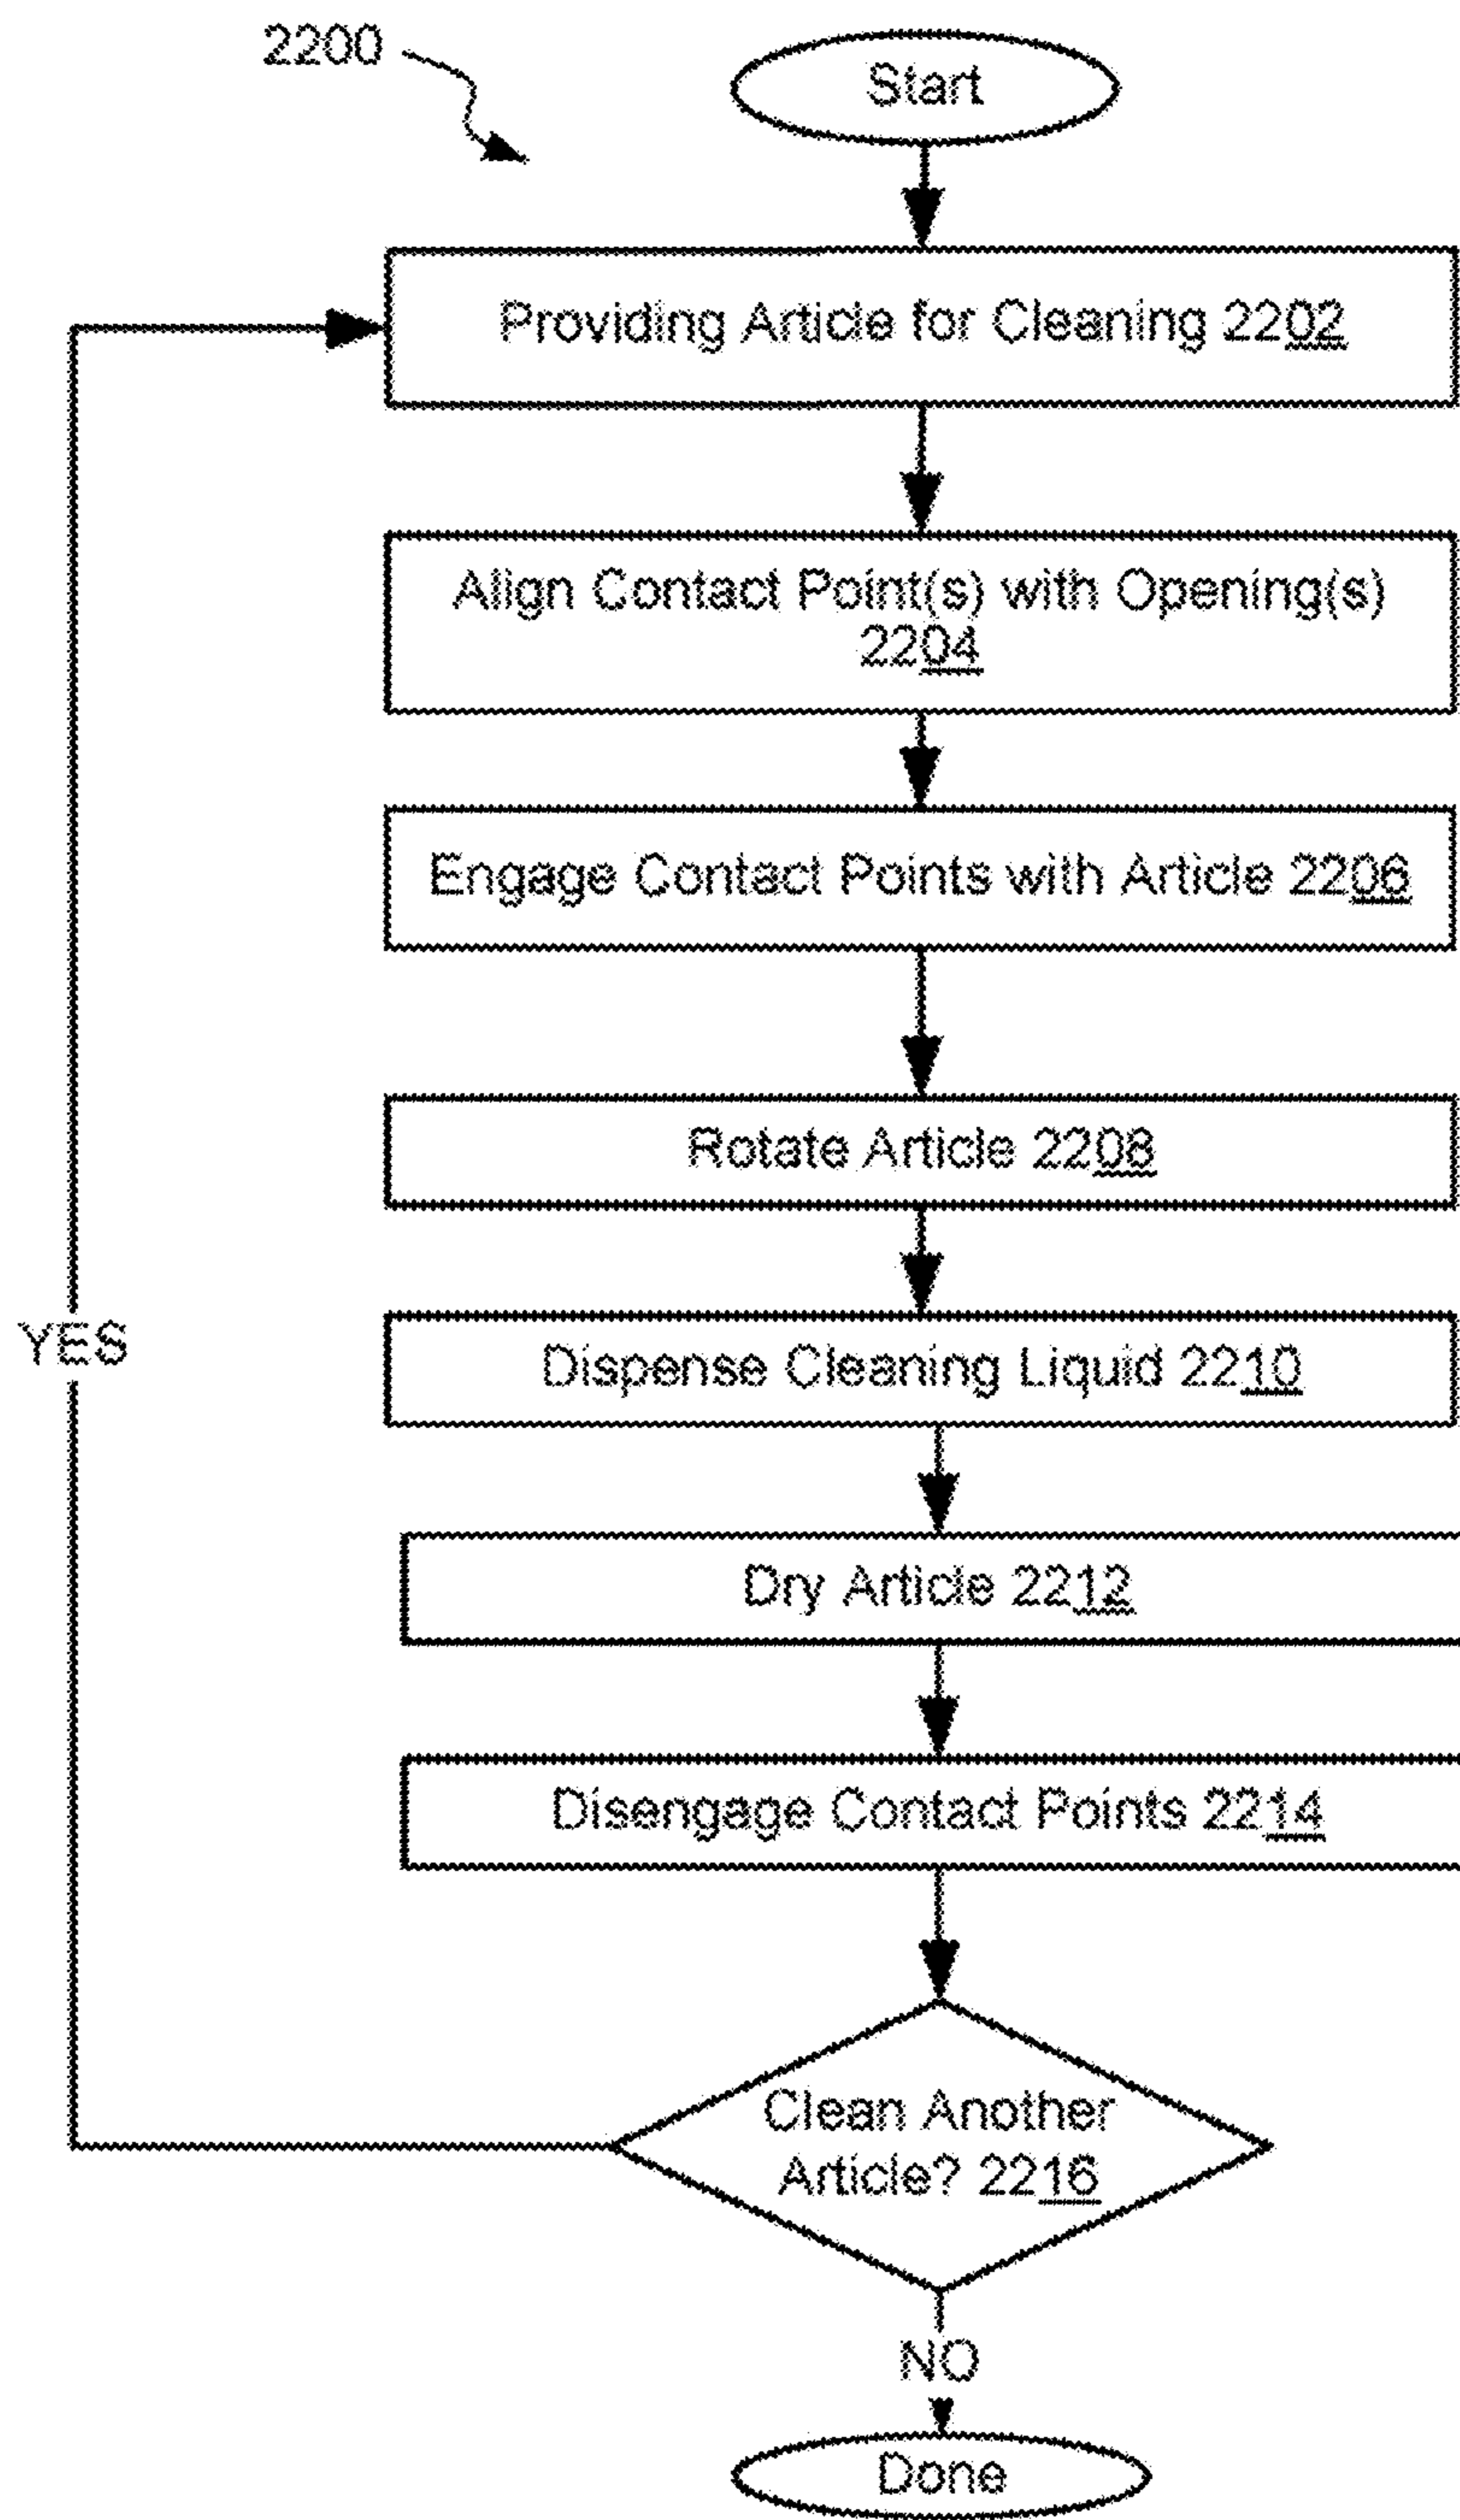 2200
Start
Providing Article for Cleaning 2202
Align Contact Point(s) with Opening(s)
2204
Engage Contact Points with Article 2206
Rotate Article 2208
Dispense Cleaning Liquid 2210
YES
Dry Article 2212
Disengage Contact Points 2214
Clean Another
Article? 2216
NO
Done